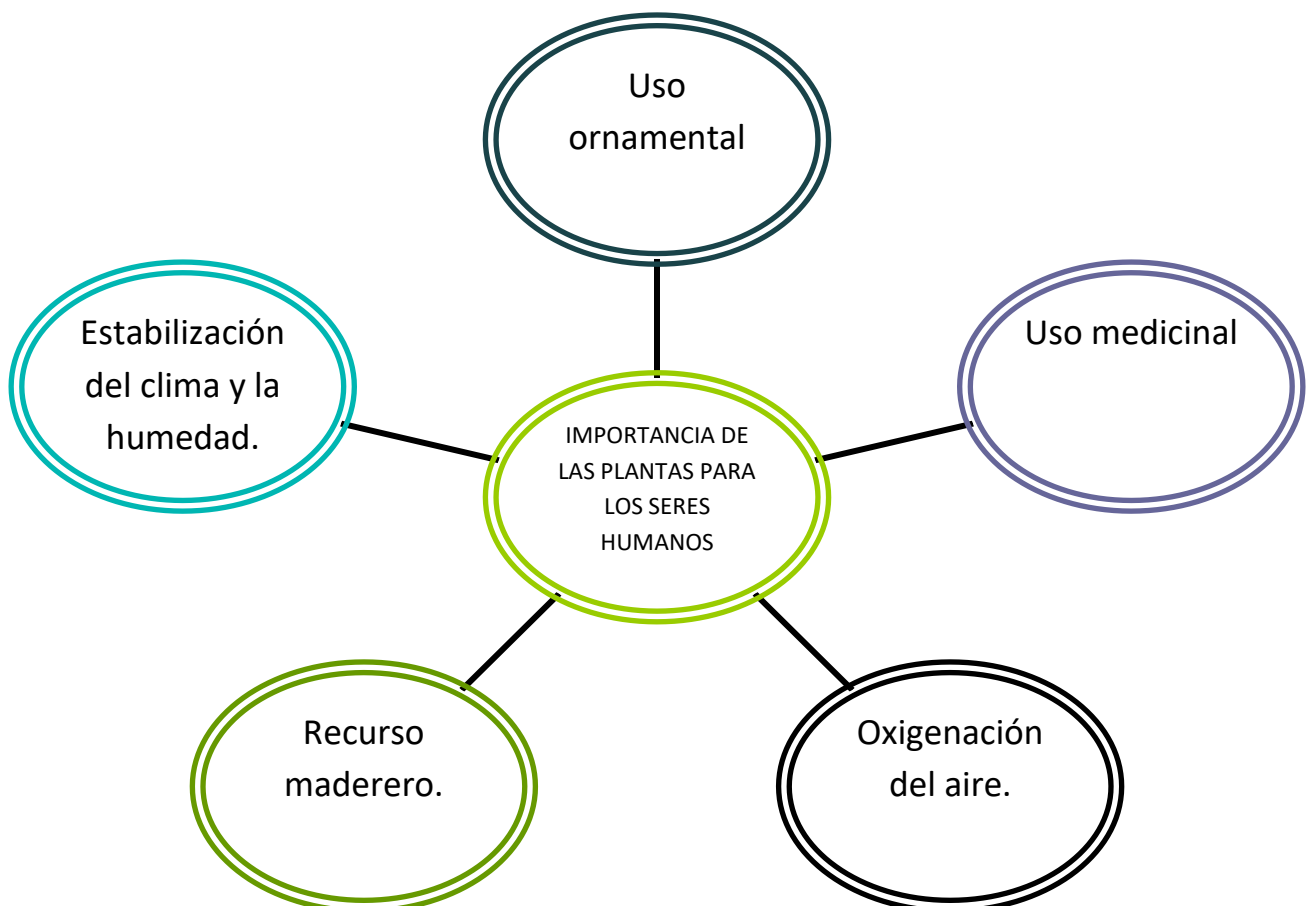 Uso
ornamental
Estabilización
del clima y la
humedad.
Uso medicinal
IMPORTANCIA DE
LAS PLANTAS PARA
LOS SERES
HUMANOS
Recurso
maderero.
Oxigenación
del aire.